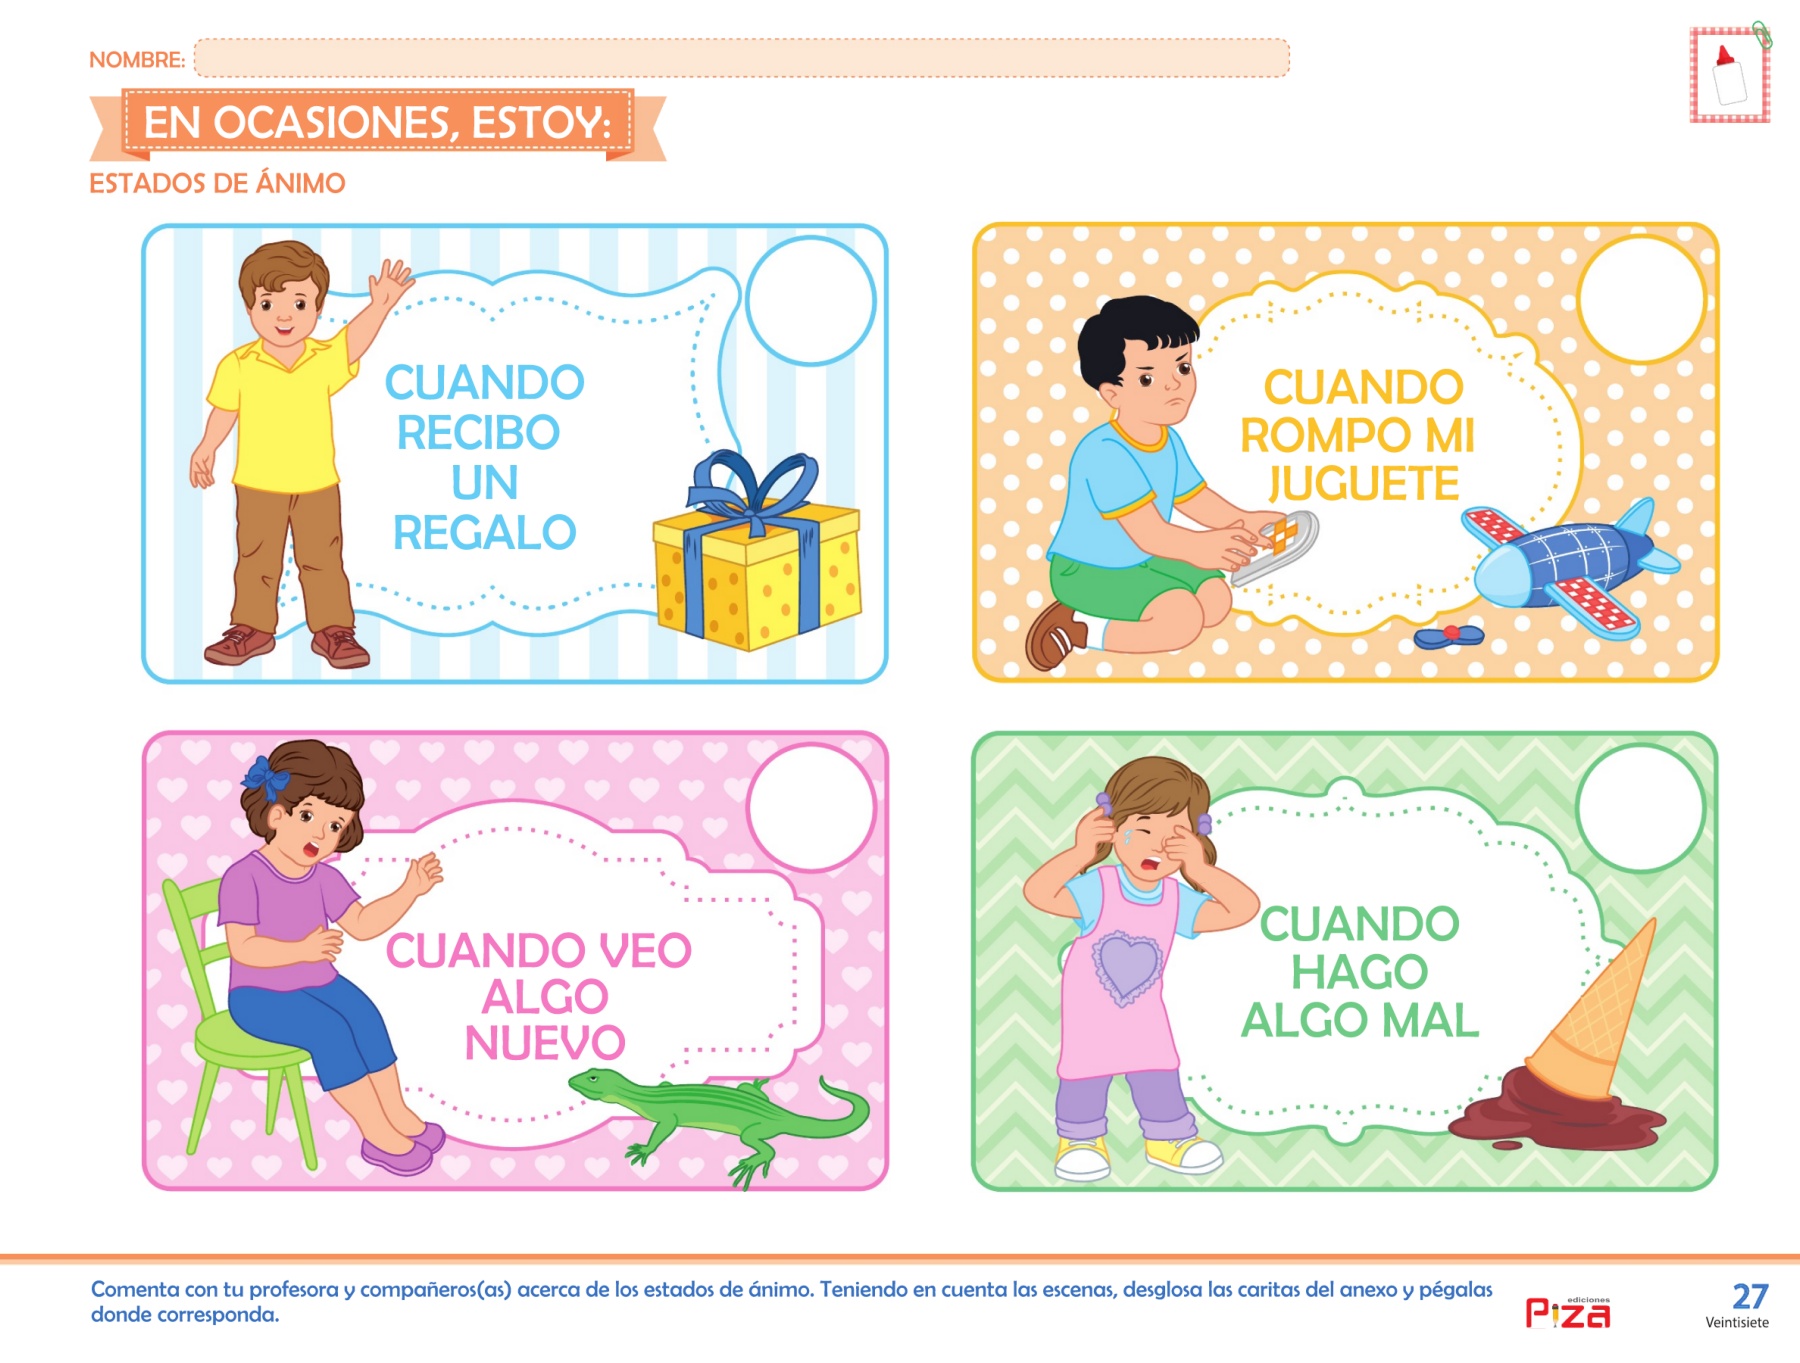 NOMBRE:
EN OCASIONES, ESTOY:
ESTADOS DE ÁNIMO
CUANDO
RECIBO
UN
REGALO
CUANDO
ROMPO MI
JUGUETE
CUANDO VEO
ALGO
NUEVO
CUANDO
HAGO
ALGO MAL
Comenta con tu profesora y compañeros(as) acerca de los estados de ánimo. Teniendo en cuenta las escenas, desglosa las caritas del anexo y pégalas
donde corresponda.
ediciones
Piza
27
Veintisiete